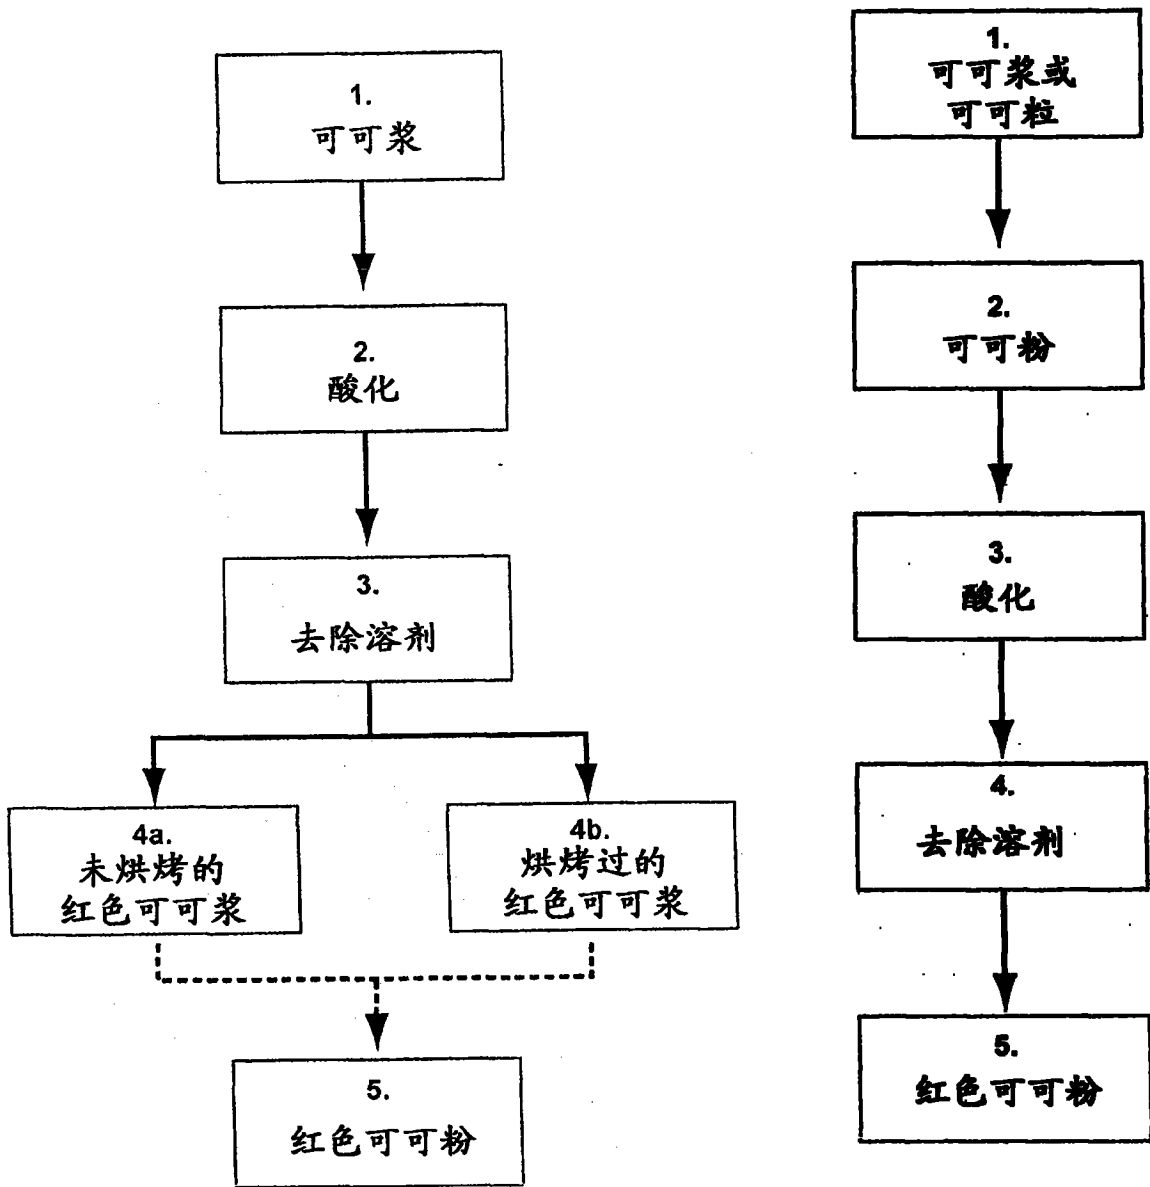 1.
可可浆
2.
酸化
3.
去除溶剂
4a.
未烘烤的
红色可可浆
4b.
烘烤过的
红色可可浆
5.
红色可可粉
1.
可可浆或
可可粒
2.
可可粉
3.
酸化
4.
去除溶剂
5.
红色可可粉